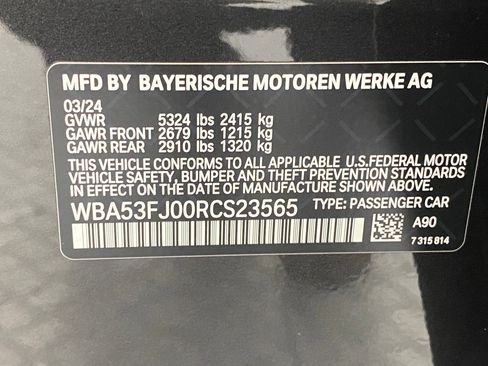 MFD BY BAYERISCHE MOTOREN WERKE AG
03/24
GVWR 5324 lbs 2415 kg
GAWR FRONT 2679 lbs 1215 kg
GAWR REAR 2910 lbs 1320 kg
THIS VEHICLE CONFORMS TO ALL APPLICABLE U.S.FEDERAL MOTOR
VEHICLE SAFETY, BUMPER AND THEFT PREVENTION STANDARDS
IN EFFECT ON THE DATE OF MANUFACTURE SHOWN ABOVE.
WBA53FJ00RCS23565 TYPE: PASSENGER CAR
A90
7 315 814